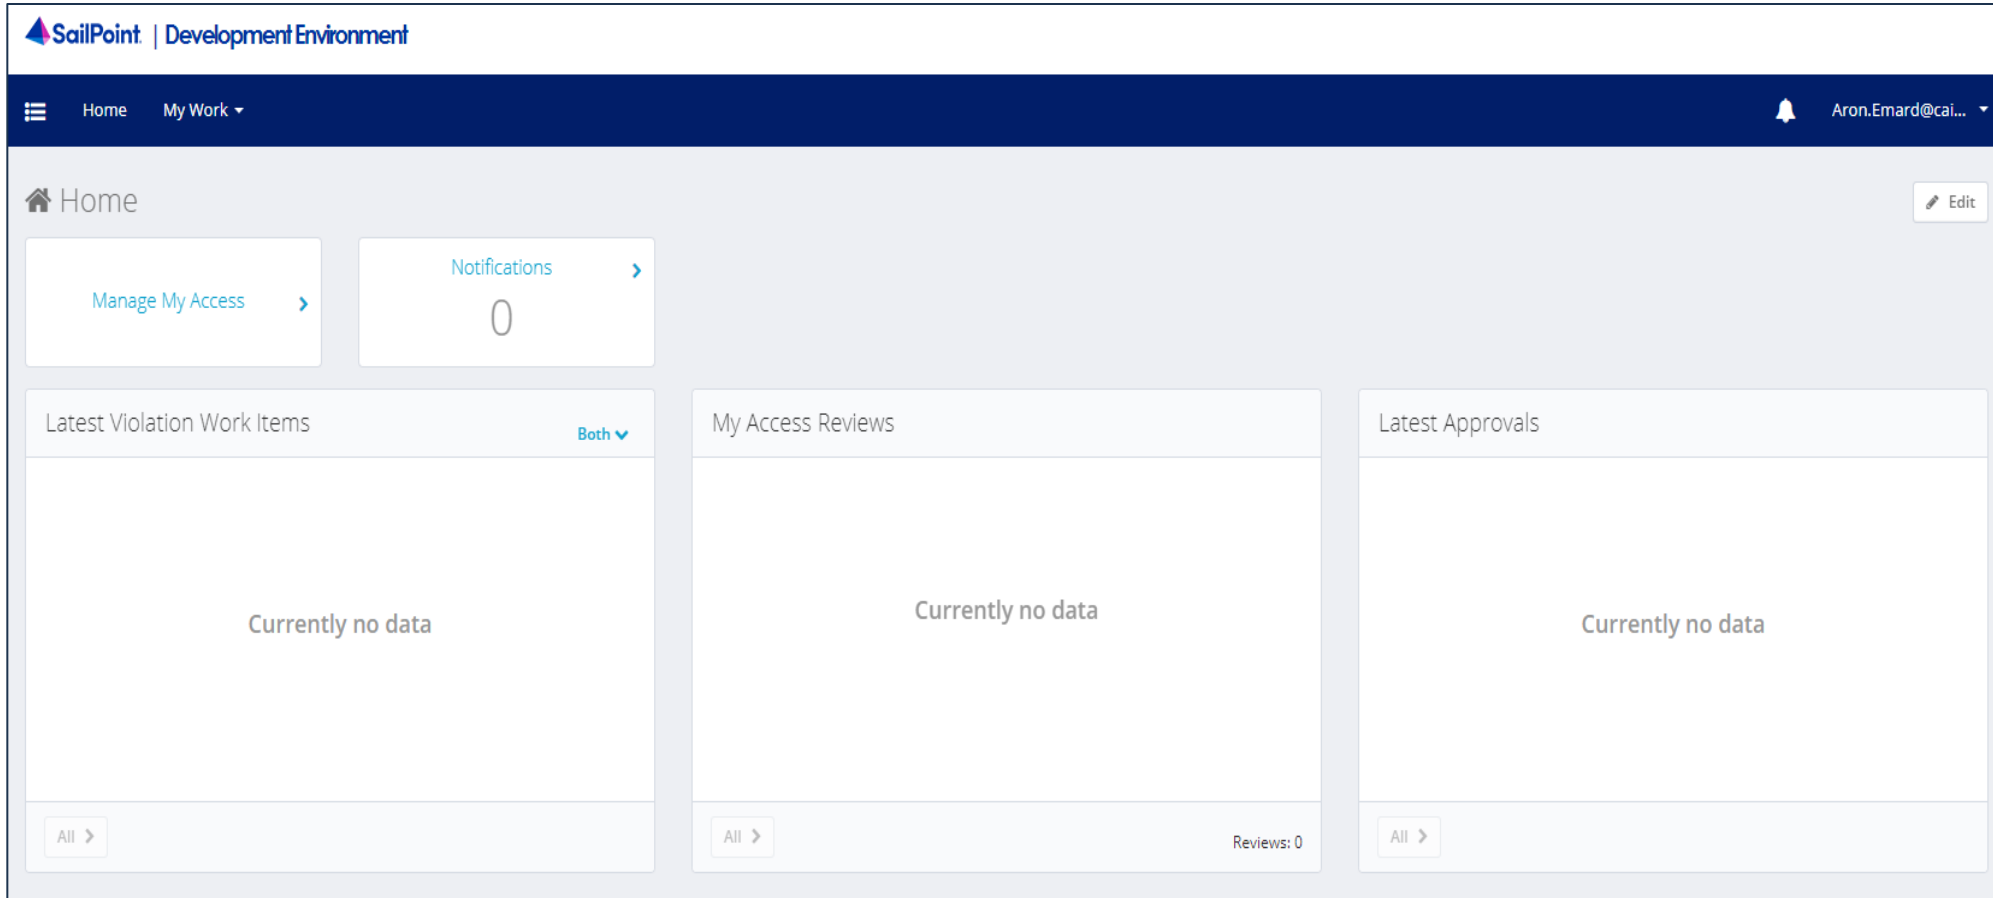 SailPoint. | Development Environment
Home My Work Aron.Emard@cai...
Home
Edit
Manage My Access
Notifications
0
Latest Violation Work Items
Both
Currently no data
All
My Access Reviews
Currently no data
All
Reviews: 0
Latest Approvals
Currently no data
All